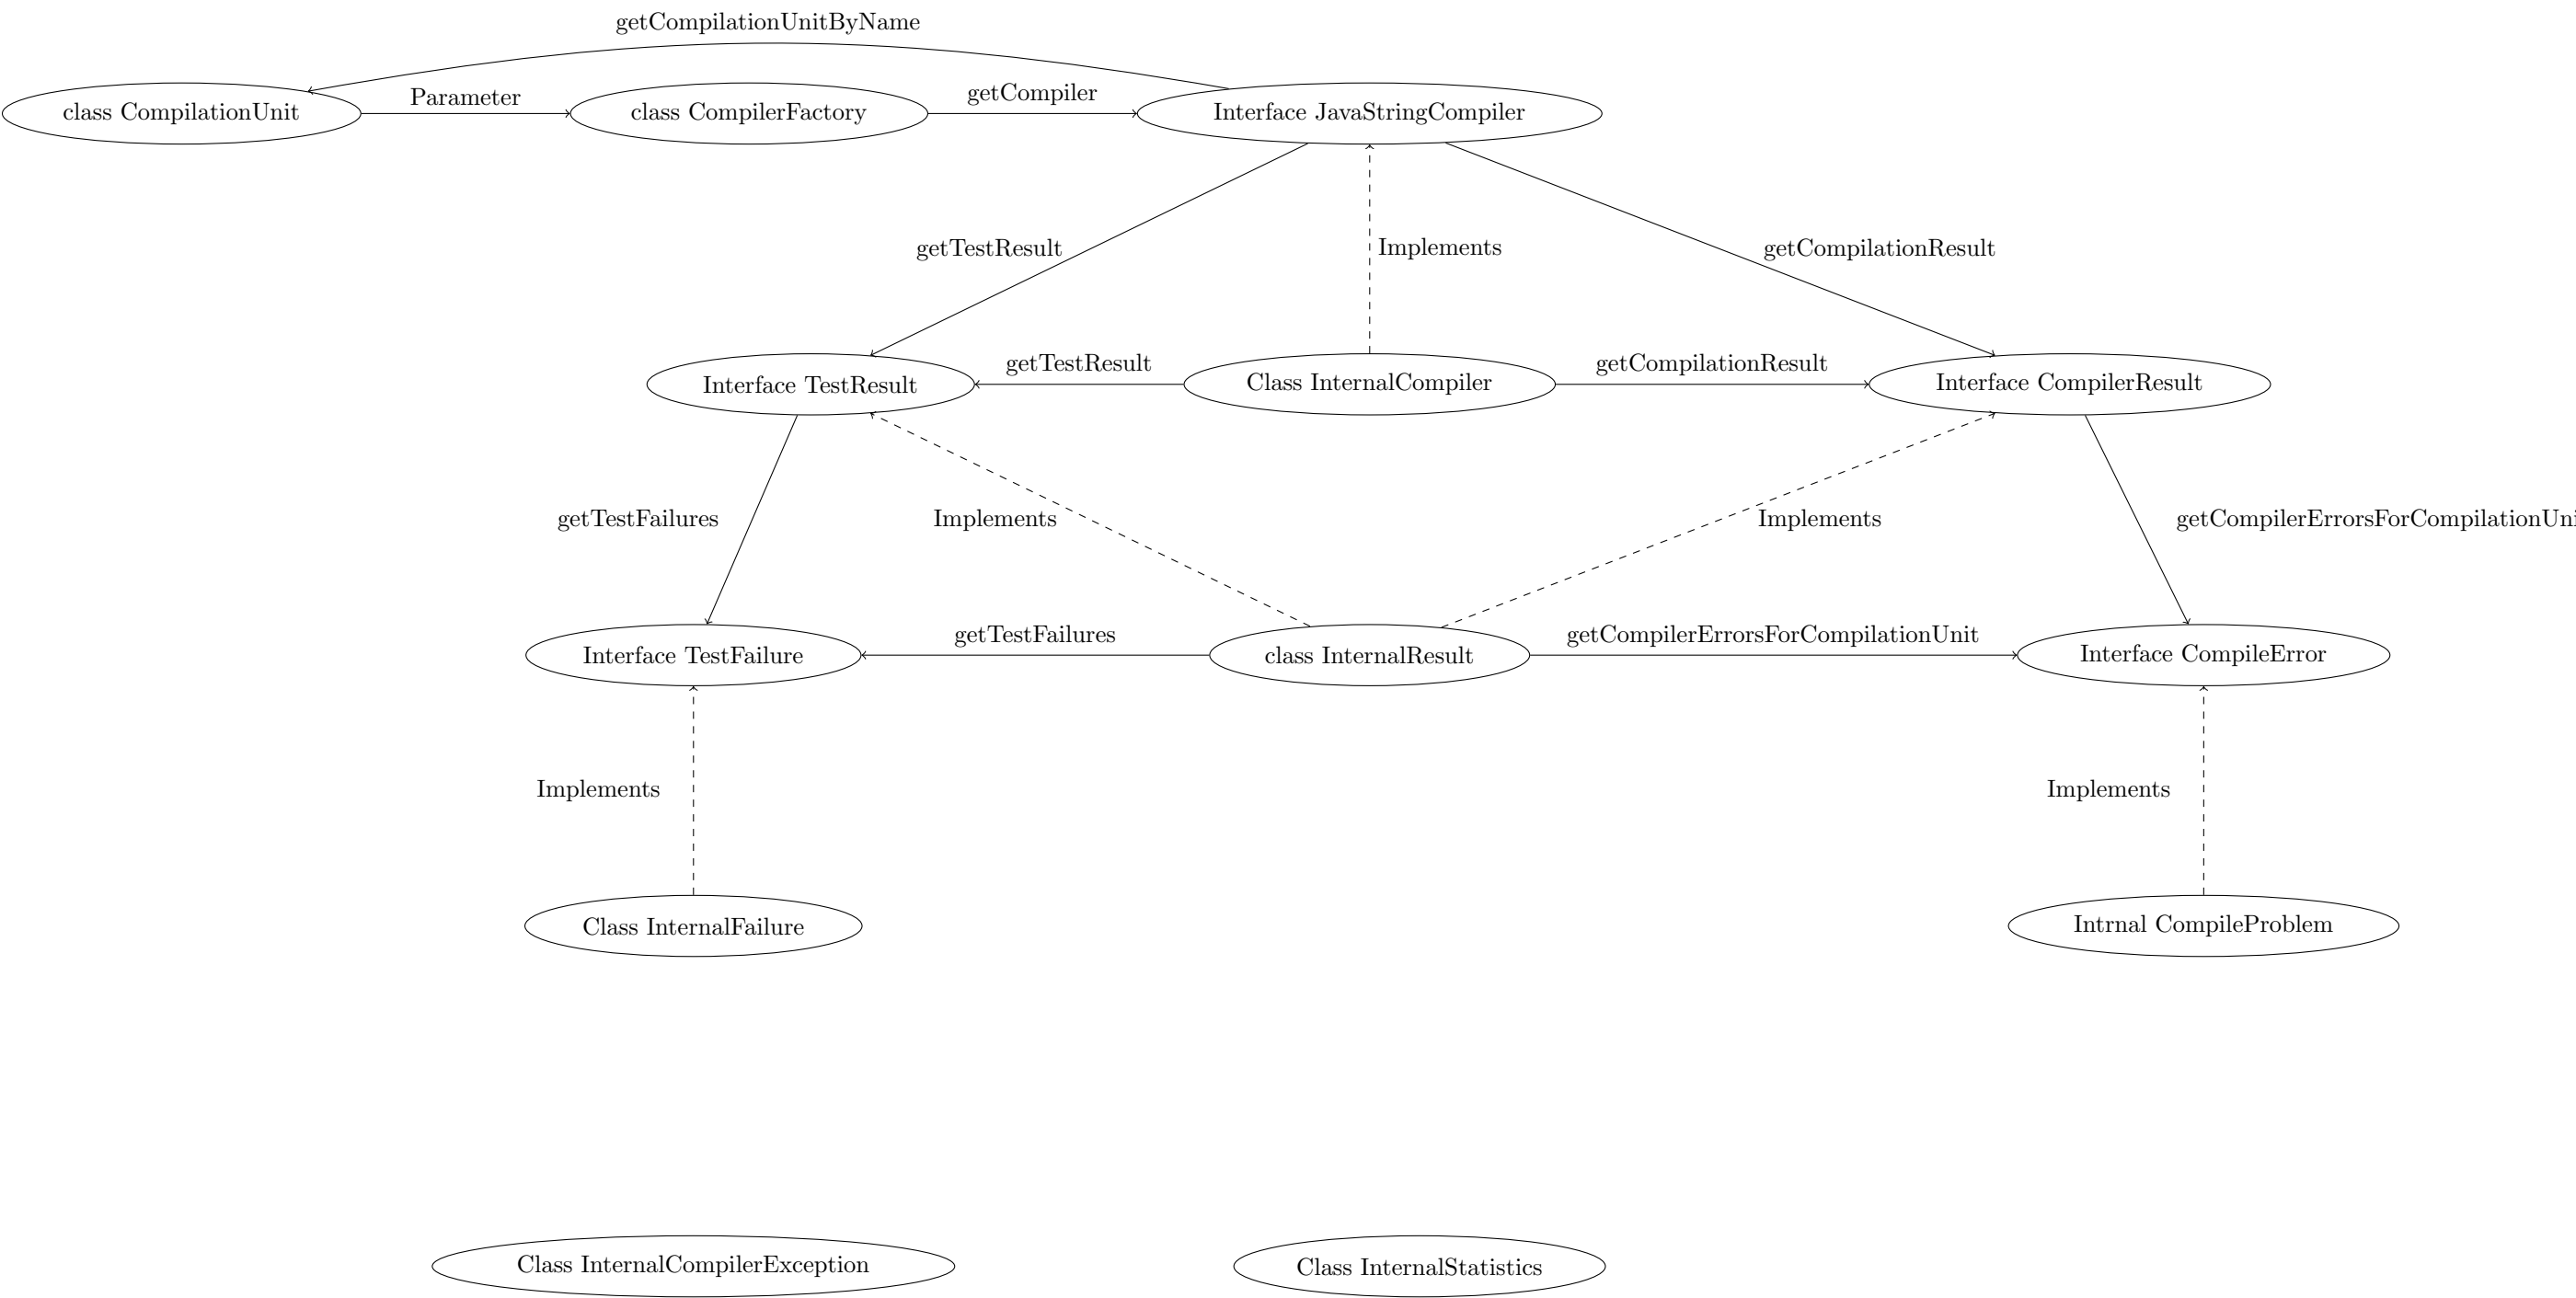 getCompilationUnitByName
class CompilationUnit
Parameter
class CompilerFactory
getCompiler
Interface JavaStringCompiler
getTestResult
Implements
getCompilationResult
Interface TestResult
getTestResult
Class InternalCompiler
getCompilationResult
Interface CompilerResult
getTestFailures
Implements
Implements
getCompilerErrorsForCompilationUni
Interface TestFailure
getTestFailures
class InternalResult
getCompilerErrorsForCompilationUnit
Interface CompileError
Implements
Implements
Class InternalFailure
Intrnal CompileProblem
Class InternalCompilerException
Class InternalStatistics